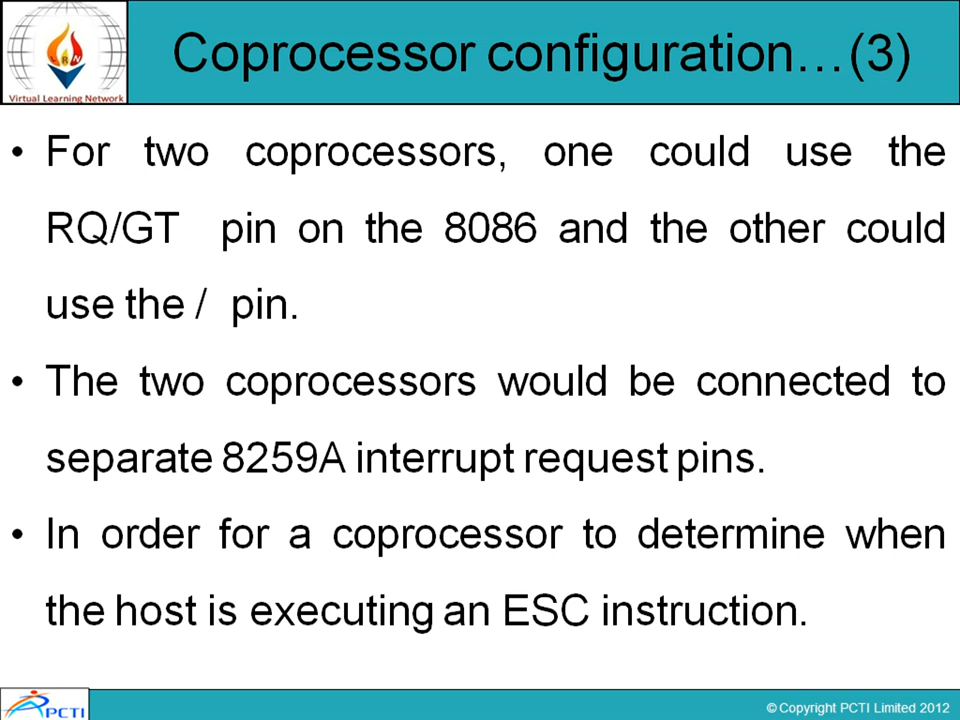 Virtual Learning Network
Coprocessor configuration...(3)
• For two coprocessors, one could use the
RQ/GT pin on the 8086 and the other could
use the / pin.
• The two coprocessors would be connected to
separate 8259A interrupt request pins.
• In order for a coprocessor to determine when
the host is executing an ESC instruction.
PCTI
© Copyright PCTI Limited 2012